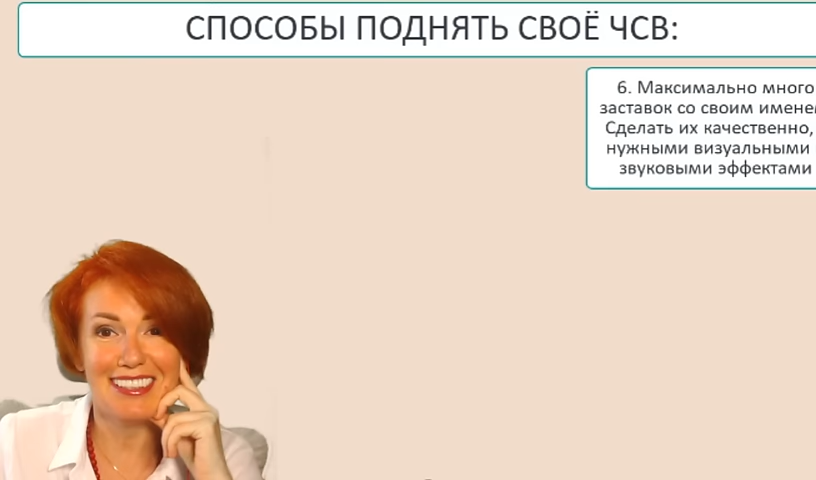 СПОСОБЫ ПОДНЯТЬ СВОЁ ЧСВ:
6. Максимально много
заставок со своим
Сделать их качественно,
нужными визуальными
звуковыми эффектами